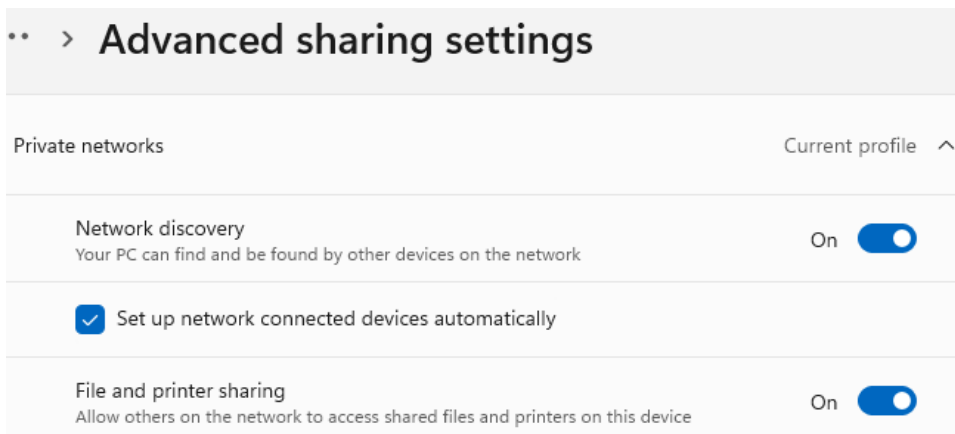 ·· > Advanced sharing settings
Private networks Current profile
Network discovery
Your PC can find and be found by other devices on the network
On
Set up network connected devices automatically
File and printer sharing
Allow others on the network to access shared files and printers on this device
On